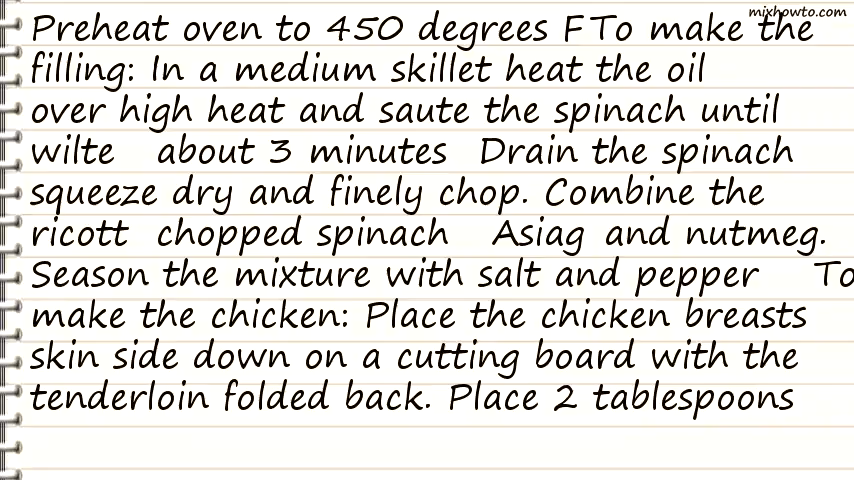 mixhowto.com
Preheat oven to 450 degrees FTo make the
filling: In a medium skillet heat the oil
over high heat and saute the spinach until
wilte about 3 minutes Drain the spinach
squeeze dry and finely chop. Combine the
ricott chopped spinach Asiag and nutmeg.
Season the mixture with salt and pepper To
make the chicken: Place the chicken breasts
skin side down on a cutting board with the
tenderloin folded back. Place 2 tablespoons